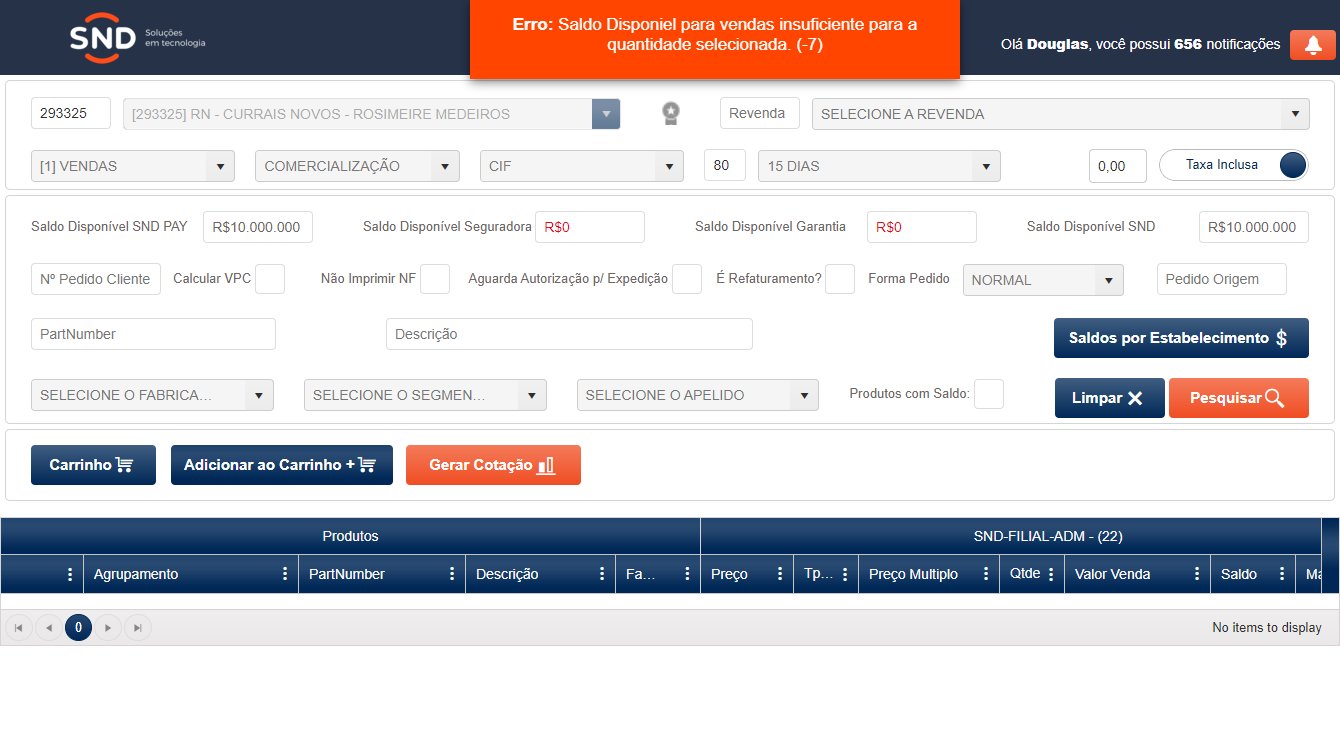 SND Soluções
em tecnologia
Erro: Saldo Disponiel para vendas insuficiente para a
quantidade selecionada. (-7)
Olá Douglas, você possui 656 notificações
293325 [293325] RN - CURRAIS NOVOS - ROSIMEIRE MEDEIROS Revenda SELECIONE A REVENDA
[1] VENDAS COMERCIALIZAÇÃO CIF 80 15 DIAS 0,00 Taxa Inclusa
Saldo Disponível SND PAY R$10.000.000 Saldo Disponível Seguradora R$0 Saldo Disponível Garantia R$0 Saldo Disponível SND R$10.000.000
Nº Pedido Cliente Calcular VPC Não Imprimir NF Aguarda Autorização p/ Expedição É Refaturamento? Forma Pedido NORMAL Pedido Origem
PartNumber Descrição Saldos por Estabelecimento $
SELECIONE O FABRICA... SELECIONE O SEGMEN... SELECIONE O APELIDO Produtos com Saldo: Limpar Pesquisar
Carrinho Adicionar ao Carrinho + Gerar Cotação
Produtos SND-FILIAL-ADM - (22)
Agrupamento PartNumber Descrição Fa... Preço Tp... Preço Multiplo Qtde Valor Venda Saldo Ma
0 No items to display